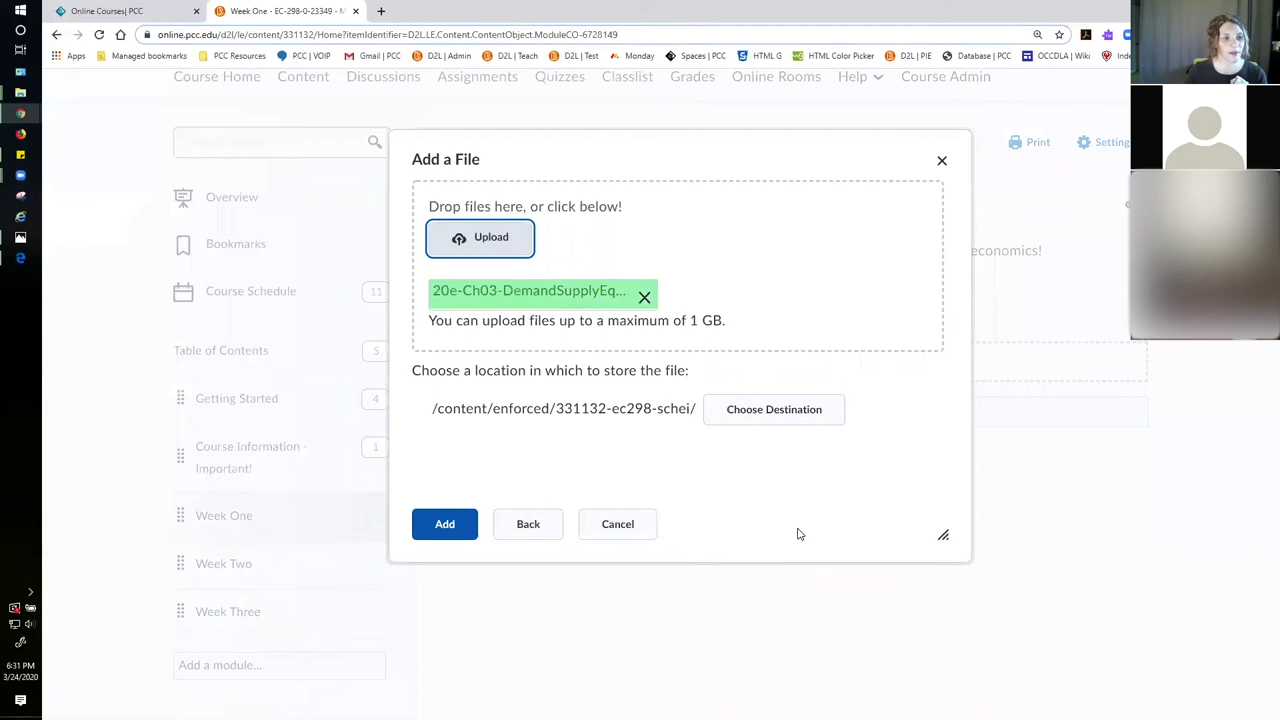 Online Courses| PCC
Week One - EC-298-0-23349 - M
online.pcc.edu/d2l/le/content/331132/Home?itemIdentifier=D2L.LE.Content.ContentObject.ModuleCO-6728149
Apps
Managed bookmarks
PCC Resources
PCC | VOIP
Gmail | PCC
D2L | Admin
D2L | Teach
D2L | Test
Monday
Spaces | PCC
HTML G
HTML Color Picker
D2L | PIE
Database | PCC
OCCDLA | Wiki
Course Home
Content
Discussions
Assignments
Quizzes
Classlist
Grades
Online Rooms
Help
Course Admin
Print
Setting
Overview
Bookmarks
Course Schedule
11
Table of Contents
5
Getting Started
4
Course Information -
Important!
1
Week One
Week Two
Week Three
Add a module...
economics!
Add a File
Drop files here, or click below!
Upload
20e-Ch03-DemandSupplyEq...
You can upload files up to a maximum of 1 GB.
Choose a location in which to store the file:
/content/enforced/331132-ec298-schei/
Choose Destination
Add
Back
Cancel
6:31 PM
3/24/2020